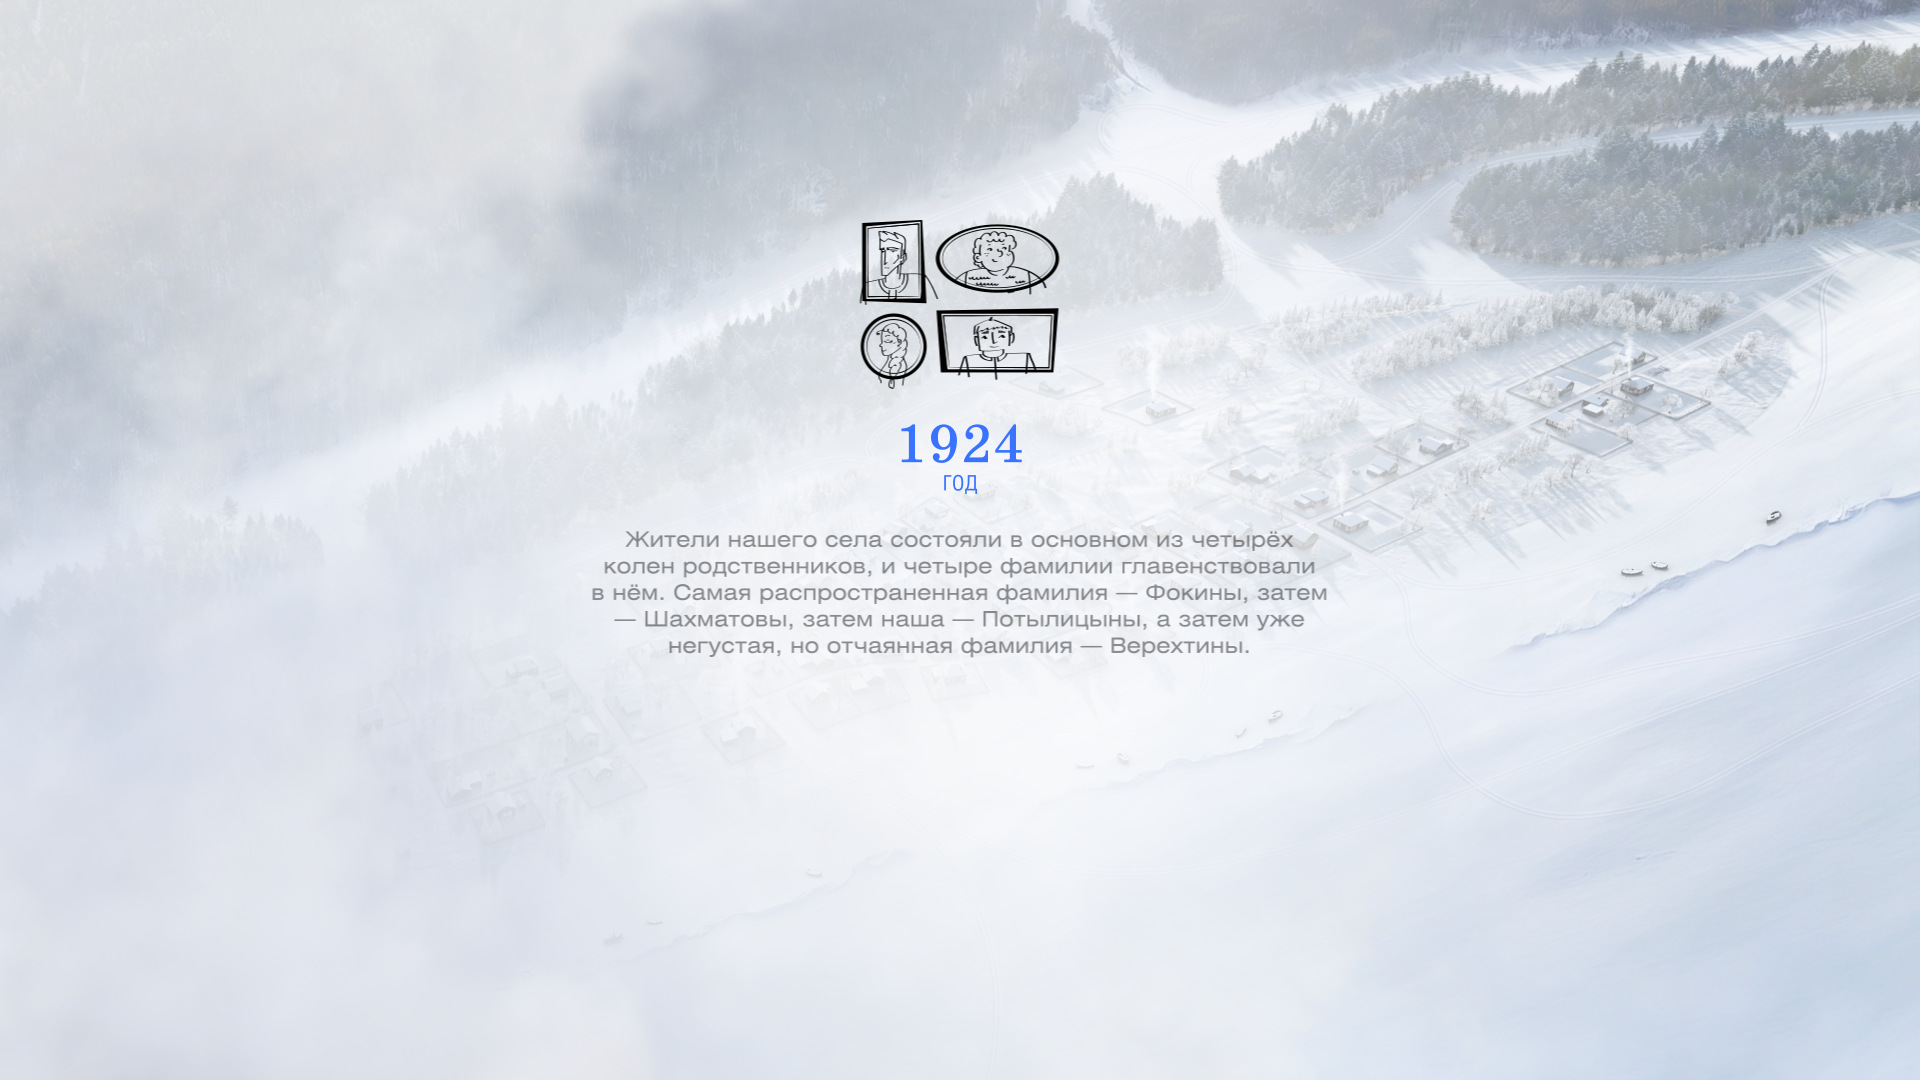 1924
ГОД
Жители нашего села состояли в основном из четырёх
колен родственников, и четыре фамилии главенствовали
в нём. Самая распространенная фамилия — Фокины, затем
— Шахматовы, затем наша — Потылицыны, а затем уже
негустая, но отчаянная фамилия — Верехтины.